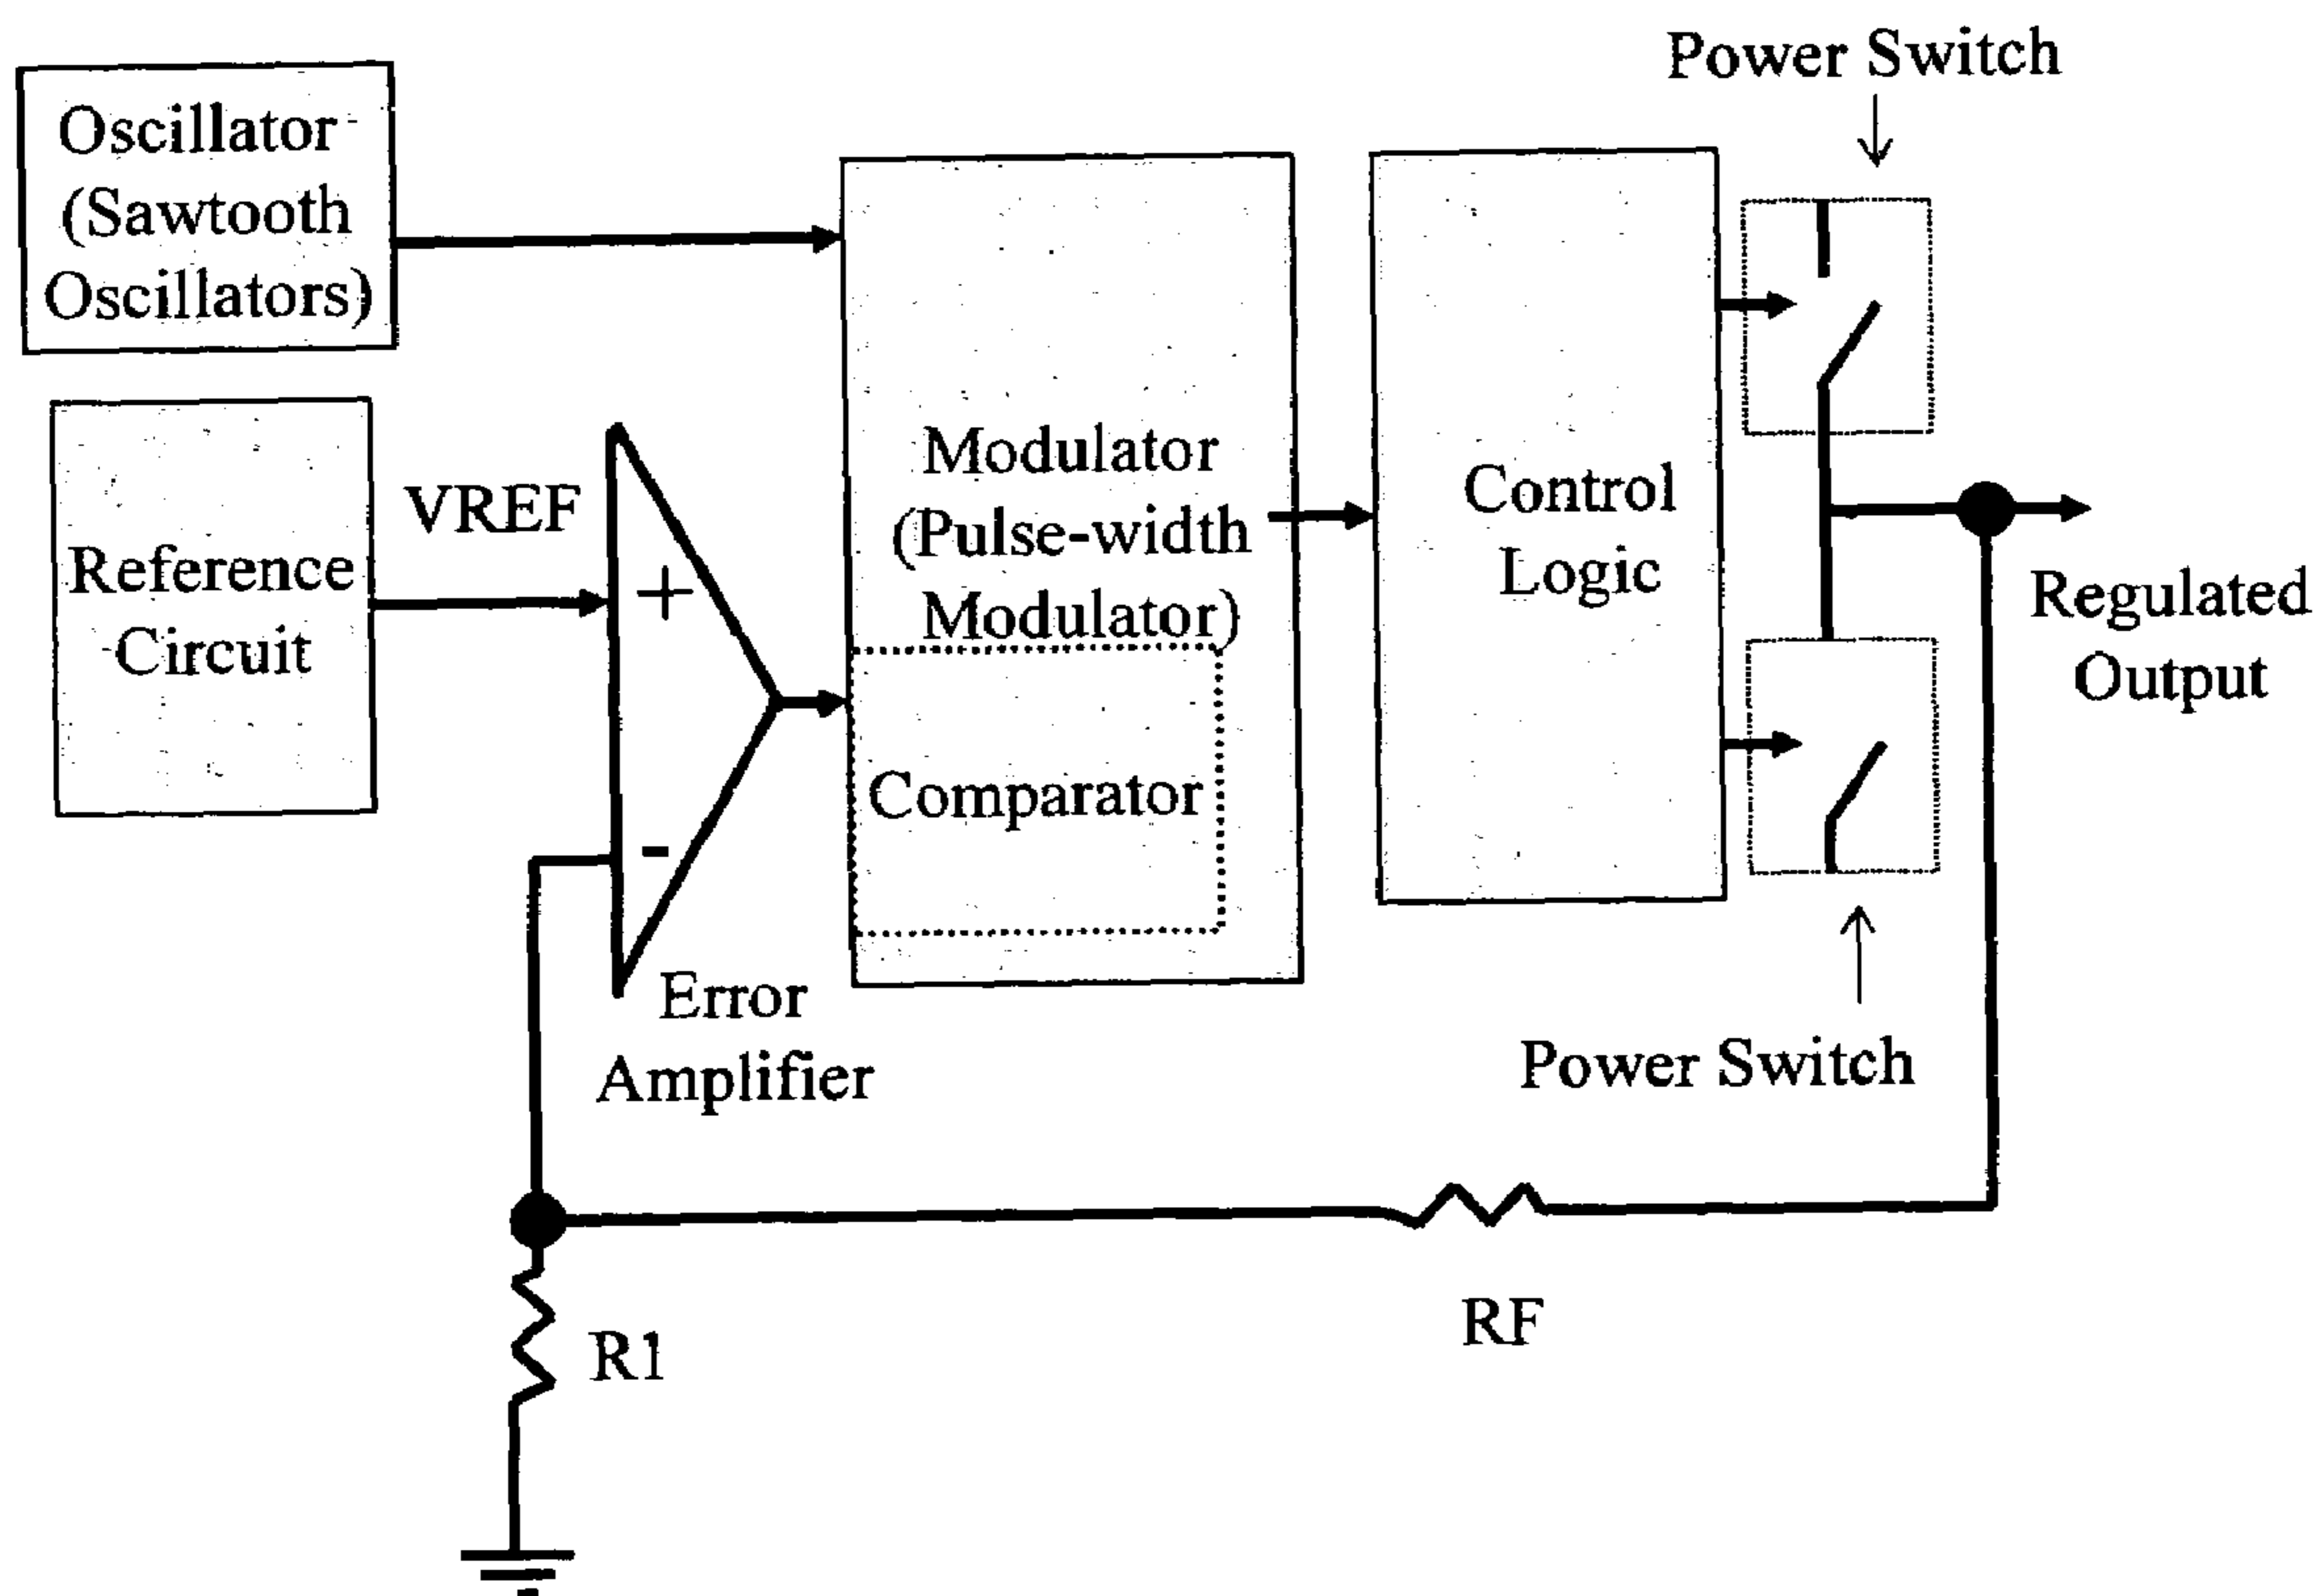 Power Switch
Oscillator
(Sawtooth
Oscillators)
VREF
Reference
Circuit
+
-
Error
Amplifier
Modulator
(Pulse-width
Modulator)
Comparator
Control
Logic
Regulated
Output
Power Switch
RF
R1